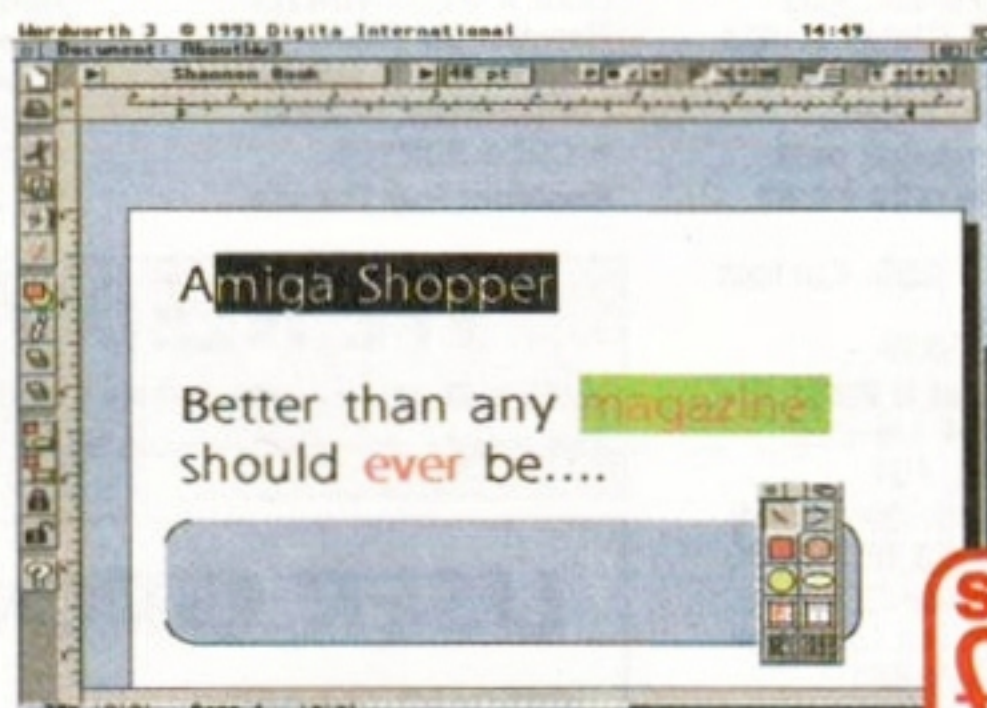 Wordworth 3 © 1993 Digita International 14:49
Document: AboutWw3
Shannon Book 48 pt
Amiga Shopper
Better than any magazine
should ever be....
S